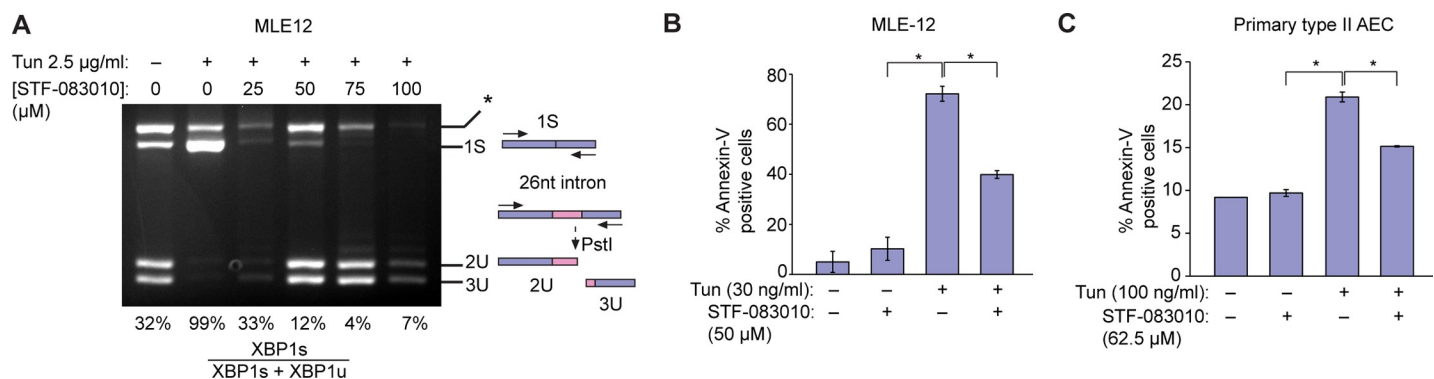 A
MLE12
Tun 2.5 µg/ml: – + + + + +
[STF-083010]: 0 0 25 50 75 100
(µM)
*
1S
2U
3U
1S
26nt intron
PstI
2U
3U
32% 99% 33% 12% 4% 7%
XBP1s
XBP1s + XBP1u
B
MLE-12
* *
% Annexin-V
positive cells
80
60
40
20
0
Tun (30 ng/ml): – – + +
STF-083010: – + – +
(50 µM)
C
Primary type II AEC
* *
% Annexin-V
positive cells
25
20
15
10
5
0
Tun (100 ng/ml): – – + +
STF-083010: – + – +
(62.5 µM)